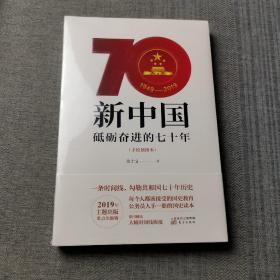 70
1949-2019
新中国
砥砺奋进的七十年
(手绘插图本)
一条时间线，勾勒共和国七十年历史
2019年
主题出版
重点出版物
每个人都该接受的国史教育
公务员人手一册的国史读本